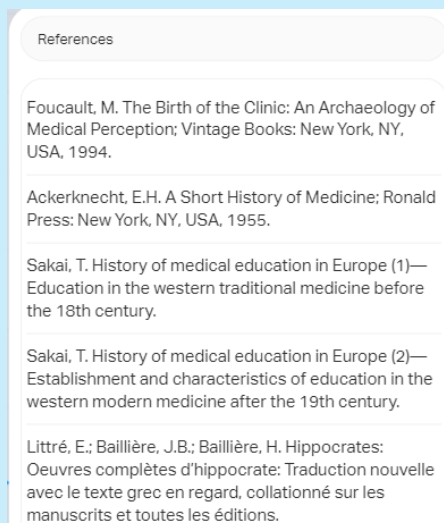 References
Foucault, M. The Birth of the Clinic: An Archaeology of
Medical Perception; Vintage Books: New York, NY,
USA, 1994.
Ackerknecht, E.H. A Short History of Medicine; Ronald
Press: New York, NY, USA, 1955.
Sakai, T. History of medical education in Europe (1)—
Education in the western traditional medicine before
the 18th century.
Sakai, T. History of medical education in Europe (2)—
Establishment and characteristics of education in the
western modern medicine after the 19th century.
Littré, E.; Baillière, J.B.; Baillière, H. Hippocrates:
Oeuvres complètes d'hippocrate: Traduction nouvelle
avec le texte grec en regard, collationné sur les
manuscrits et toutes les éditions.